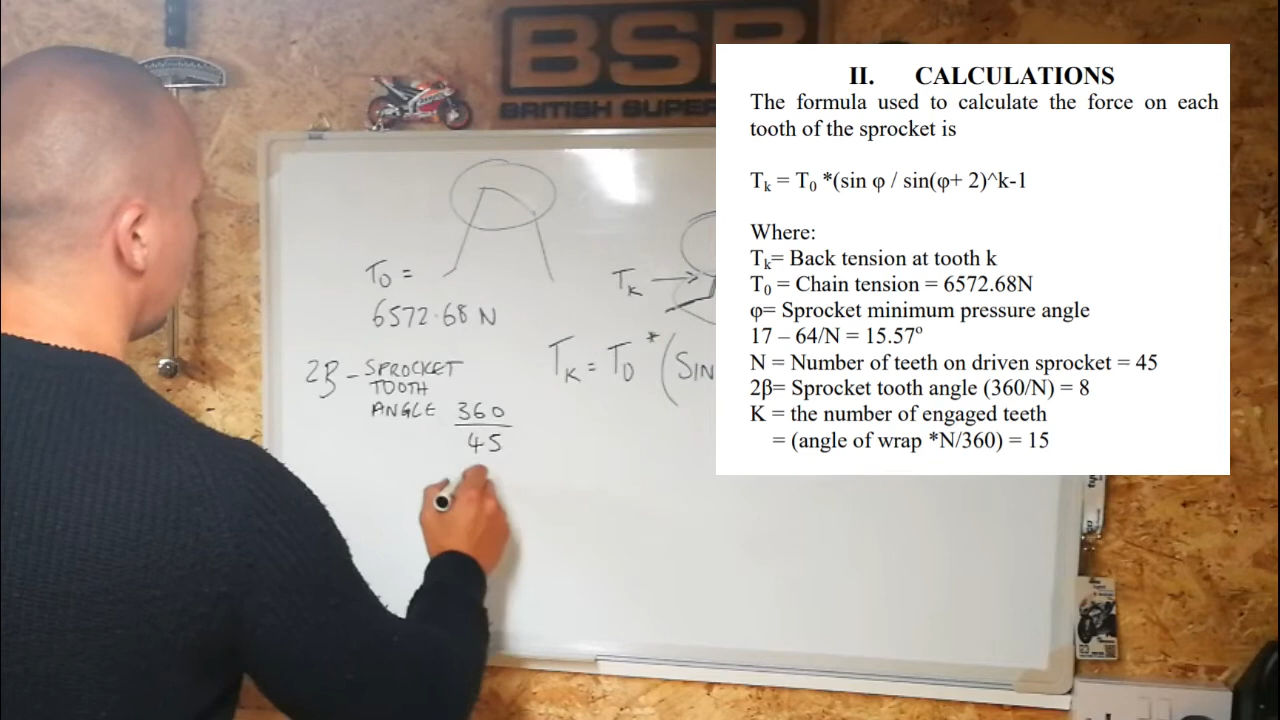 BSB
BRITISH SUPER
T0 =
6572.68 N
2β – SPROCKET
TOOTH
ANGLE 360
45
TK
TK = T0 * (SIN
II. CALCULATIONS
The formula used to calculate the force on each
tooth of the sprocket is
Tk = T0 *(sin φ / sin(φ+ 2)^k-1
Where:
Tk= Back tension at tooth k
T0 = Chain tension = 6572.68N
φ= Sprocket minimum pressure angle
17 – 64/N = 15.57º
N = Number of teeth on driven sprocket = 45
2β= Sprocket tooth angle (360/N) = 8
K = the number of engaged teeth
= (angle of wrap *N/360) = 15